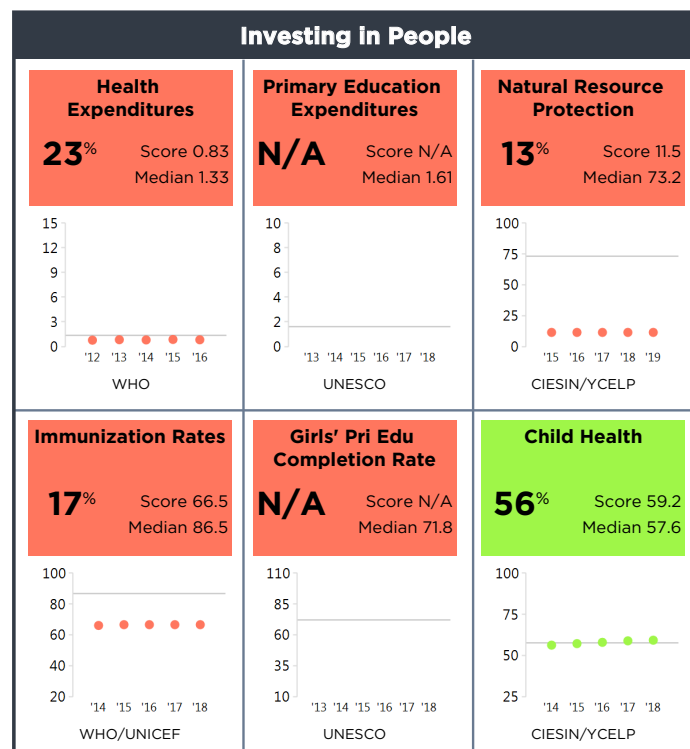 Investing in People
Health
Expenditures
23%
Score 0.83
Median 1.33
15
12
9
6
3
0
'12 '13 '14 '15 '16
WHO
Primary Education
Expenditures
N/A
Score N/A
Median 1.61
10
8
6
4
2
0
'13 '14 '15 '16 '17 '18
UNESCO
Natural Resource
Protection
13%
Score 11.5
Median 73.2
100
75
50
25
0
'15 '16 '17 '18 '19
CIESIN/YCELP
Immunization Rates
17%
Score 66.5
Median 86.5
100
80
60
40
20
'14 '15 '16 '17 '18
WHO/UNICEF
Girls' Pri Edu
Completion Rate
N/A
Score N/A
Median 71.8
110
85
60
35
10
'13 '14 '15 '16 '17 '18
UNESCO
Child Health
56%
Score 59.2
Median 57.6
100
75
50
25
'14 '15 '16 '17 '18
CIESIN/YCELP